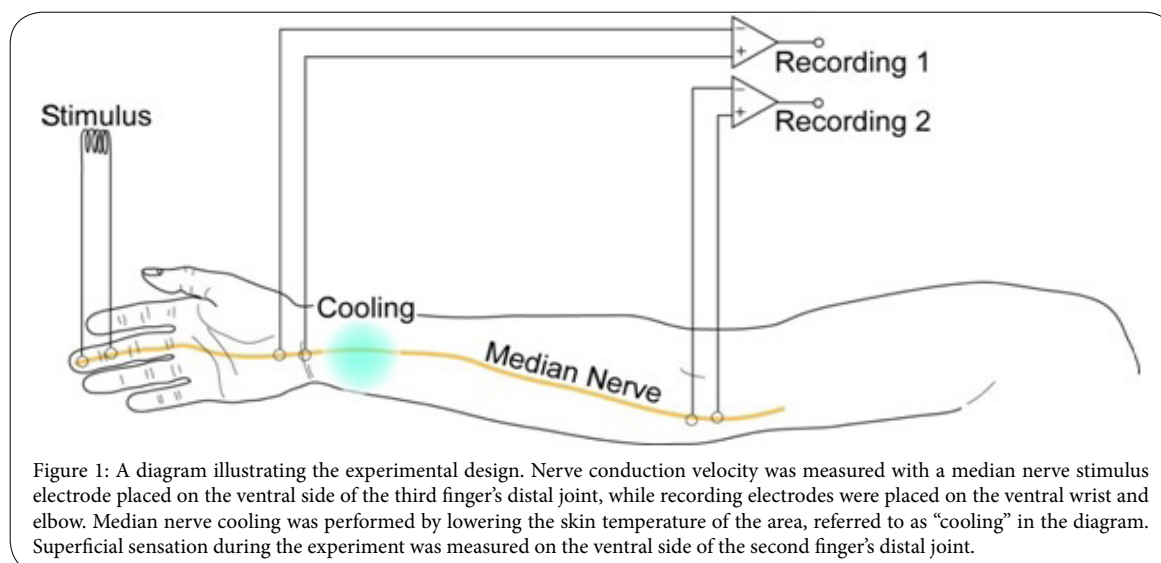 Stimulus
−
+
Recording 1
−
+
Recording 2
Cooling
Median Nerve
Figure 1: A diagram illustrating the experimental design. Nerve conduction velocity was measured with a median nerve stimulus
electrode placed on the ventral side of the third finger's distal joint, while recording electrodes were placed on the ventral wrist and
elbow. Median nerve cooling was performed by lowering the skin temperature of the area, referred to as “cooling” in the diagram.
Superficial sensation during the experiment was measured on the ventral side of the second finger's distal joint.